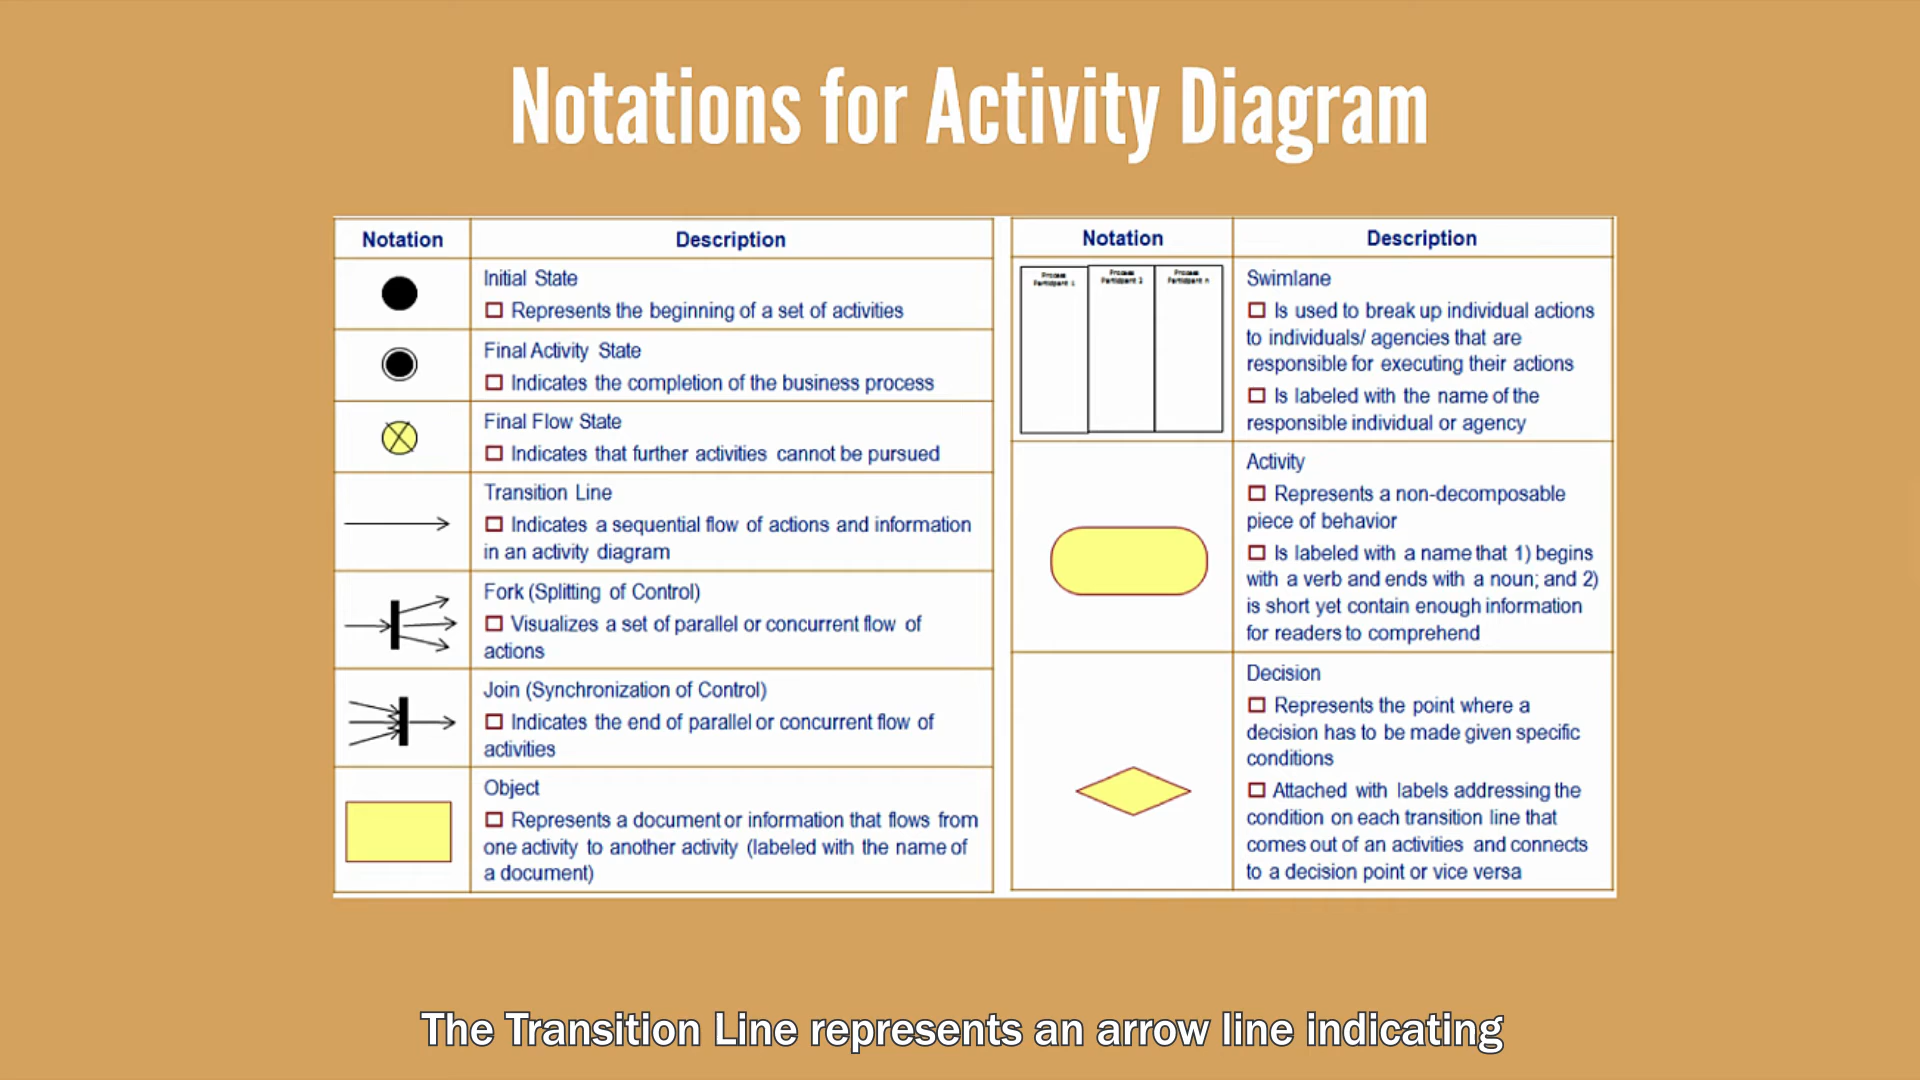 Notations for Activity Diagram
Notation Description
Initial State
Represents the beginning of a set of activities
Final Activity State
Indicates the completion of the business process
Final Flow State
Indicates that further activities cannot be pursued
Transition Line
Indicates a sequential flow of actions and information
in an activity diagram
Fork (Splitting of Control)
Visualizes a set of parallel or concurrent flow of
actions
Join (Synchronization of Control)
Indicates the end of parallel or concurrent flow of
activities
Object
Represents a document or information that flows from
one activity to another activity (labeled with the name of
a document)
Notation Description
Process
Participant 1
Process
Participant 2
Process
Participant n
Swimlane
Is used to break up individual actions
to individuals/ agencies that are
responsible for executing their actions
Is labeled with the name of the
responsible individual or agency
Activity
Represents a non-decomposable
piece of behavior
Is labeled with a name that 1) begins
with a verb and ends with a noun; and 2)
is short yet contain enough information
for readers to comprehend
Decision
Represents the point where a
decision has to be made given specific
conditions
Attached with labels addressing the
condition on each transition line that
comes out of an activities and connects
to a decision point or vice versa
The Transition Line represents an arrow line indicating